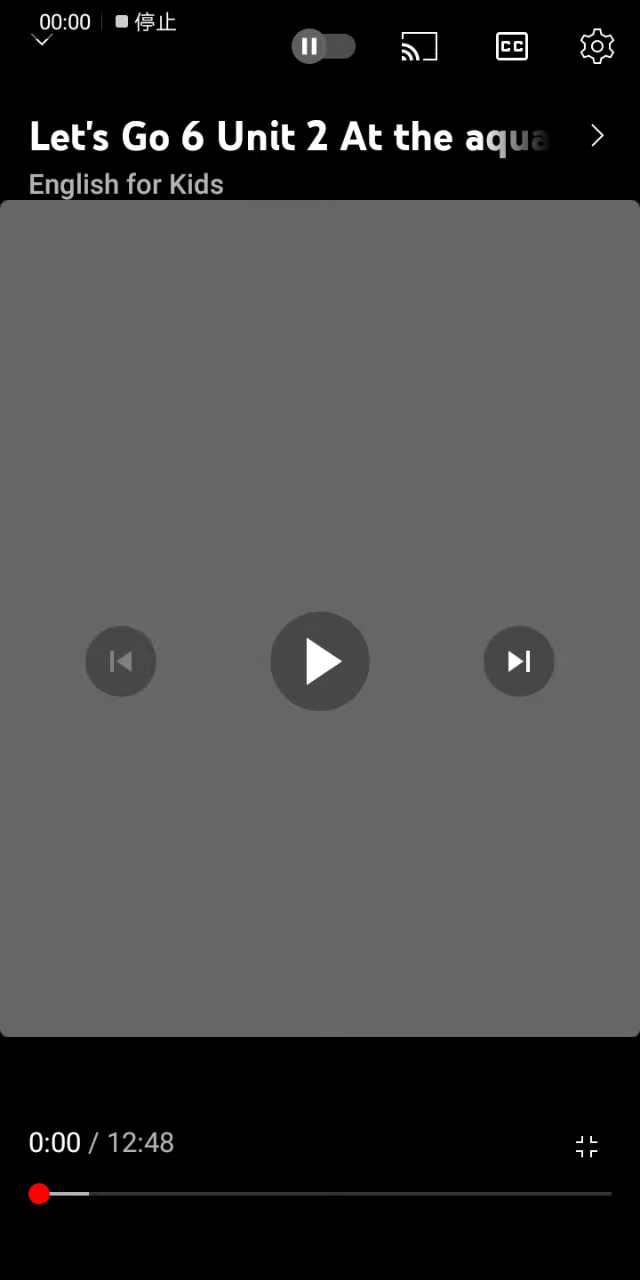 00:00 停止
Let's Go 6 Unit 2 At the aqua
English for Kids
0:00 / 12:48